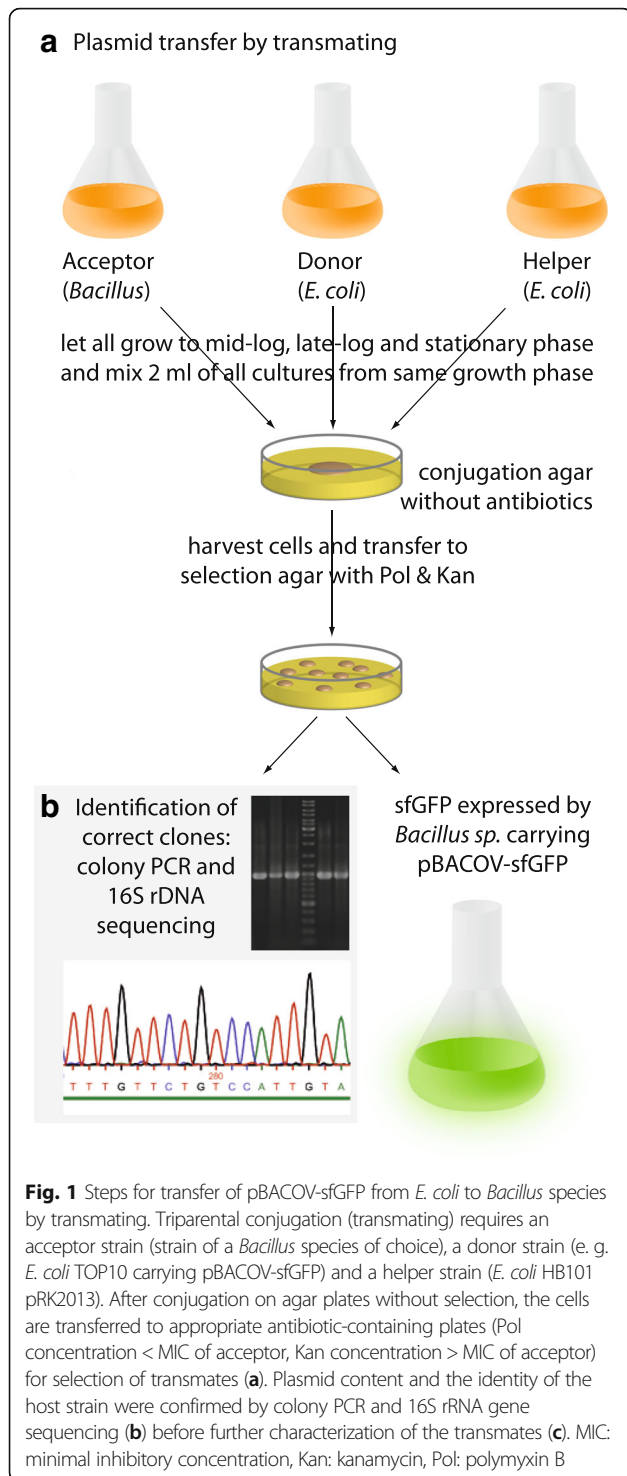 a Plasmid transfer by transmating
Acceptor
(Bacillus)
Donor
(E. coli)
Helper
(E. coli)
let all grow to mid-log, late-log and stationary phase
and mix 2 ml of all cultures from same growth phase
conjugation agar
without antibiotics
harvest cells and transfer to
selection agar with Pol & Kan
b Identification of
correct clones:
colony PCR and
16S rDNA
sequencing
sfGFP expressed by
Bacillus sp. carrying
pBACOV-sfGFP
280
T T T G T T C T G T C C A T T G T A
Fig. 1 Steps for transfer of pBACOV-sfGFP from E. coli to Bacillus species
by transmating. Triparental conjugation (transmating) requires an
acceptor strain (strain of a Bacillus species of choice), a donor strain (e. g.
E. coli TOP10 carrying pBACOV-sfGFP) and a helper strain (E. coli HB101
pRK2013). After conjugation on agar plates without selection, the cells
are transferred to appropriate antibiotic-containing plates (Pol
concentration < MIC of acceptor, Kan concentration > MIC of acceptor)
for selection of transmates (a). Plasmid content and the identity of the
host strain were confirmed by colony PCR and 16S rRNA gene
sequencing (b) before further characterization of the transmates (c). MIC:
minimal inhibitory concentration, Kan: kanamycin, Pol: polymyxin B